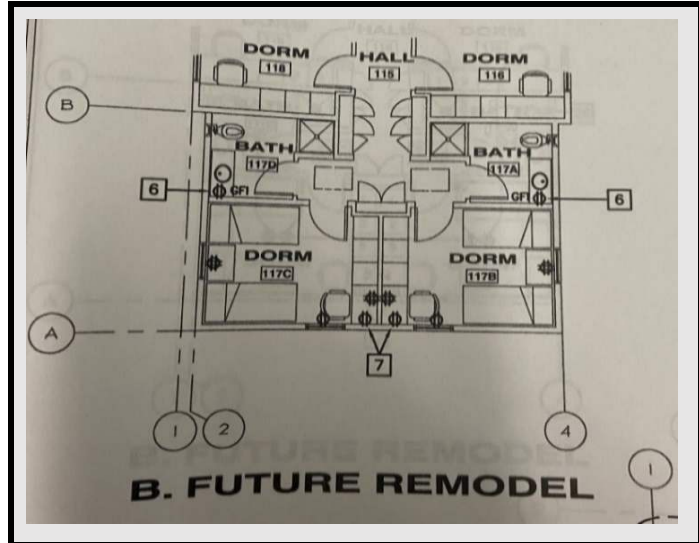 DORM
118
HALL
115
DORM
116
B
BATH
117D
BATH
117A
6
GFI
GFI
6
DORM
117C
DORM
117B
A
7
1
2
4
B. FUTURE REMODEL
1